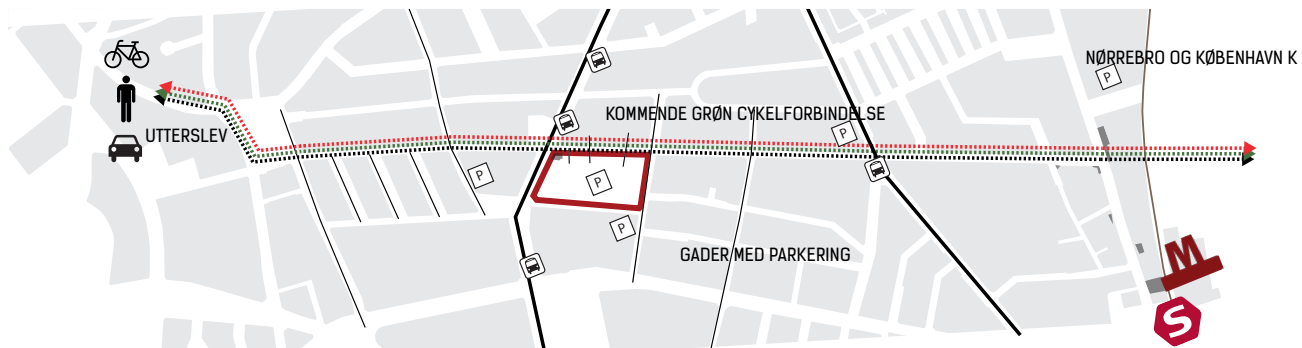 NØRREBRO OG KØBENHAVN K
P
KOMMENDE GRØN CYKELFORBINDELSE
UTTERSLEV
P
P
P
P
GADER MED PARKERING
M
S